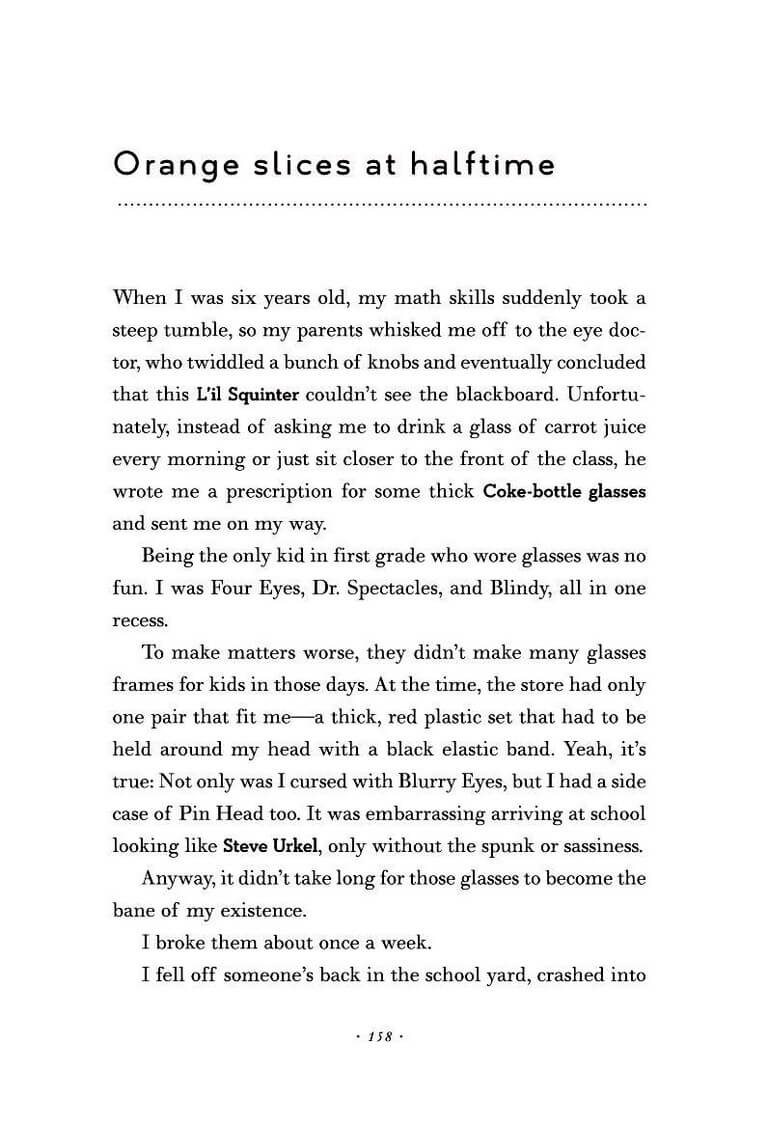 Orange slices at halftime
When I was six years old, my math skills suddenly took a
steep tumble, so my parents whisked me off to the eye doc-
tor, who twiddled a bunch of knobs and eventually concluded
that this L'il Squinter couldn't see the blackboard. Unfortu-
nately, instead of asking me to drink a glass of carrot juice
every morning or just sit closer to the front of the class, he
wrote me a prescription for some thick Coke-bottle glasses
and sent me on my way.
Being the only kid in first grade who wore glasses was no
fun. I was Four Eyes, Dr. Spectacles, and Blindy, all in one
recess.
To make matters worse, they didn't make many glasses
frames for kids in those days. At the time, the store had only
one pair that fit me—a thick, red plastic set that had to be
held around my head with a black elastic band. Yeah, it's
true: Not only was I cursed with Blurry Eyes, but I had a side
case of Pin Head too. It was embarrassing arriving at school
looking like Steve Urkel, only without the spunk or sassiness.
Anyway, it didn't take long for those glasses to become the
bane of my existence.
I broke them about once a week.
I fell off someone's back in the school yard, crashed into
· 158 ·